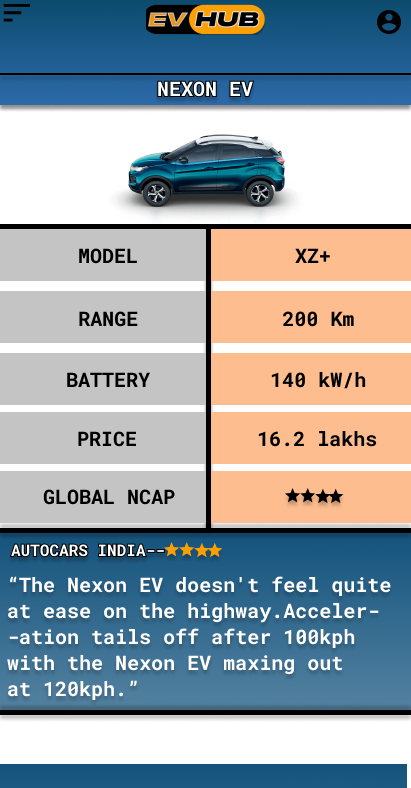 EV HUB
NEXON EV
MODEL XZ+
RANGE 200 Km
BATTERY 140 kW/h
PRICE 16.2 lakhs
GLOBAL NCAP ★★★★
AUTOCARS INDIA--★★★★
“The Nexon EV doesn't feel quite
at ease on the highway.Acceler-
-ation tails off after 100kph
with the Nexon EV maxing out
at 120kph.”